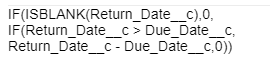 IF(ISBLANK(Return_Date__c),0,
IF(Return_Date__c > Due_Date__c,
Return_Date__c - Due_Date__c,0))